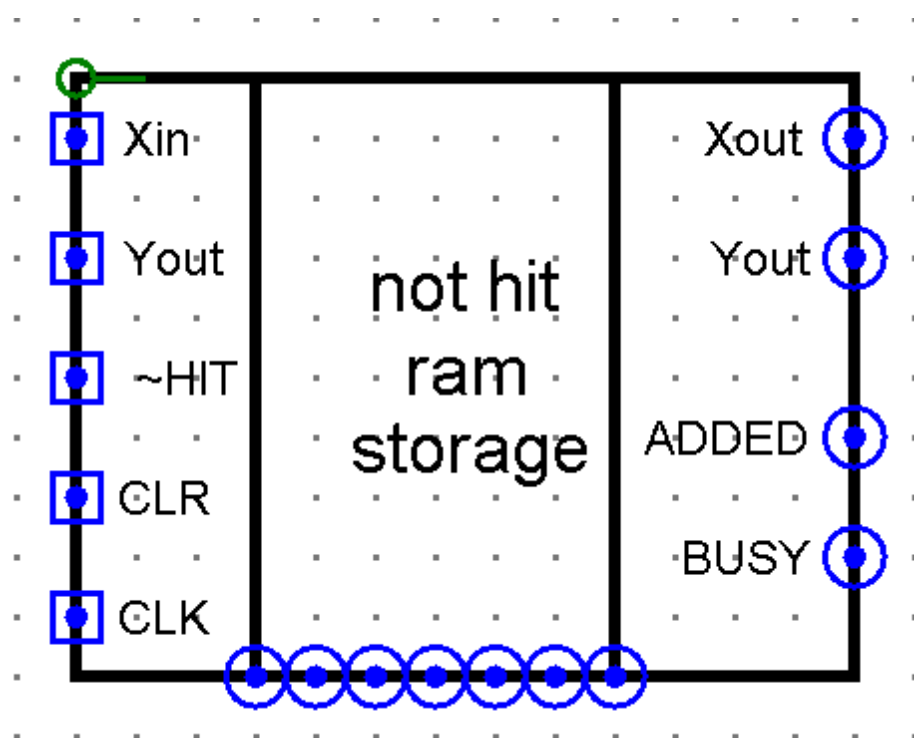 Xin
Yout
~HIT
CLR
CLK
not hit
ram
storage
Xout
Yout
ADDED
BUSY